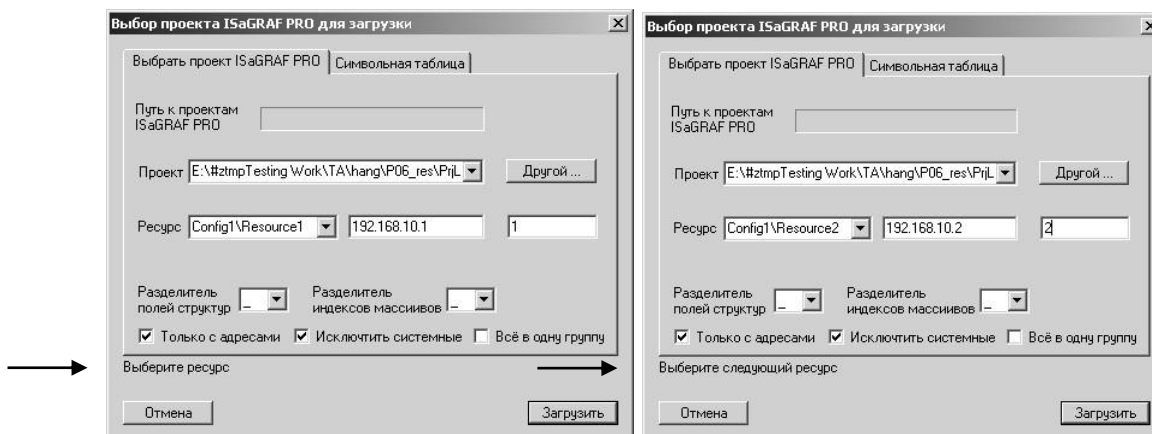 Выбор проекта ISaGRAF PRO для загрузки
Выбрать проект ISaGRAF PRO
Символьная таблица
Путь к проектам
ISaGRAF PRO
Проект E:\#ztmpTesting Work\TA\hang\P06_res\PrjL Другой ...
Ресурс Config1\Resource1 192.168.10.1 1
Разделитель
полей структур _
Разделитель
индексов массиивов _
Только с адресами Исключтить системные Всё в одну группу
Выберите ресурс
Отмена Загрузить
Выбор проекта ISaGRAF PRO для загрузки
Выбрать проект ISaGRAF PRO
Символьная таблица
Путь к проектам
ISaGRAF PRO
Проект E:\#ztmpTesting Work\TA\hang\P06_res\PrjL Другой ...
Ресурс Config1\Resource2 192.168.10.2 2
Разделитель
полей структур _
Разделитель
индексов массиивов _
Только с адресами Исключтить системные Всё в одну группу
Выберите следующий ресурс
Отмена Загрузить